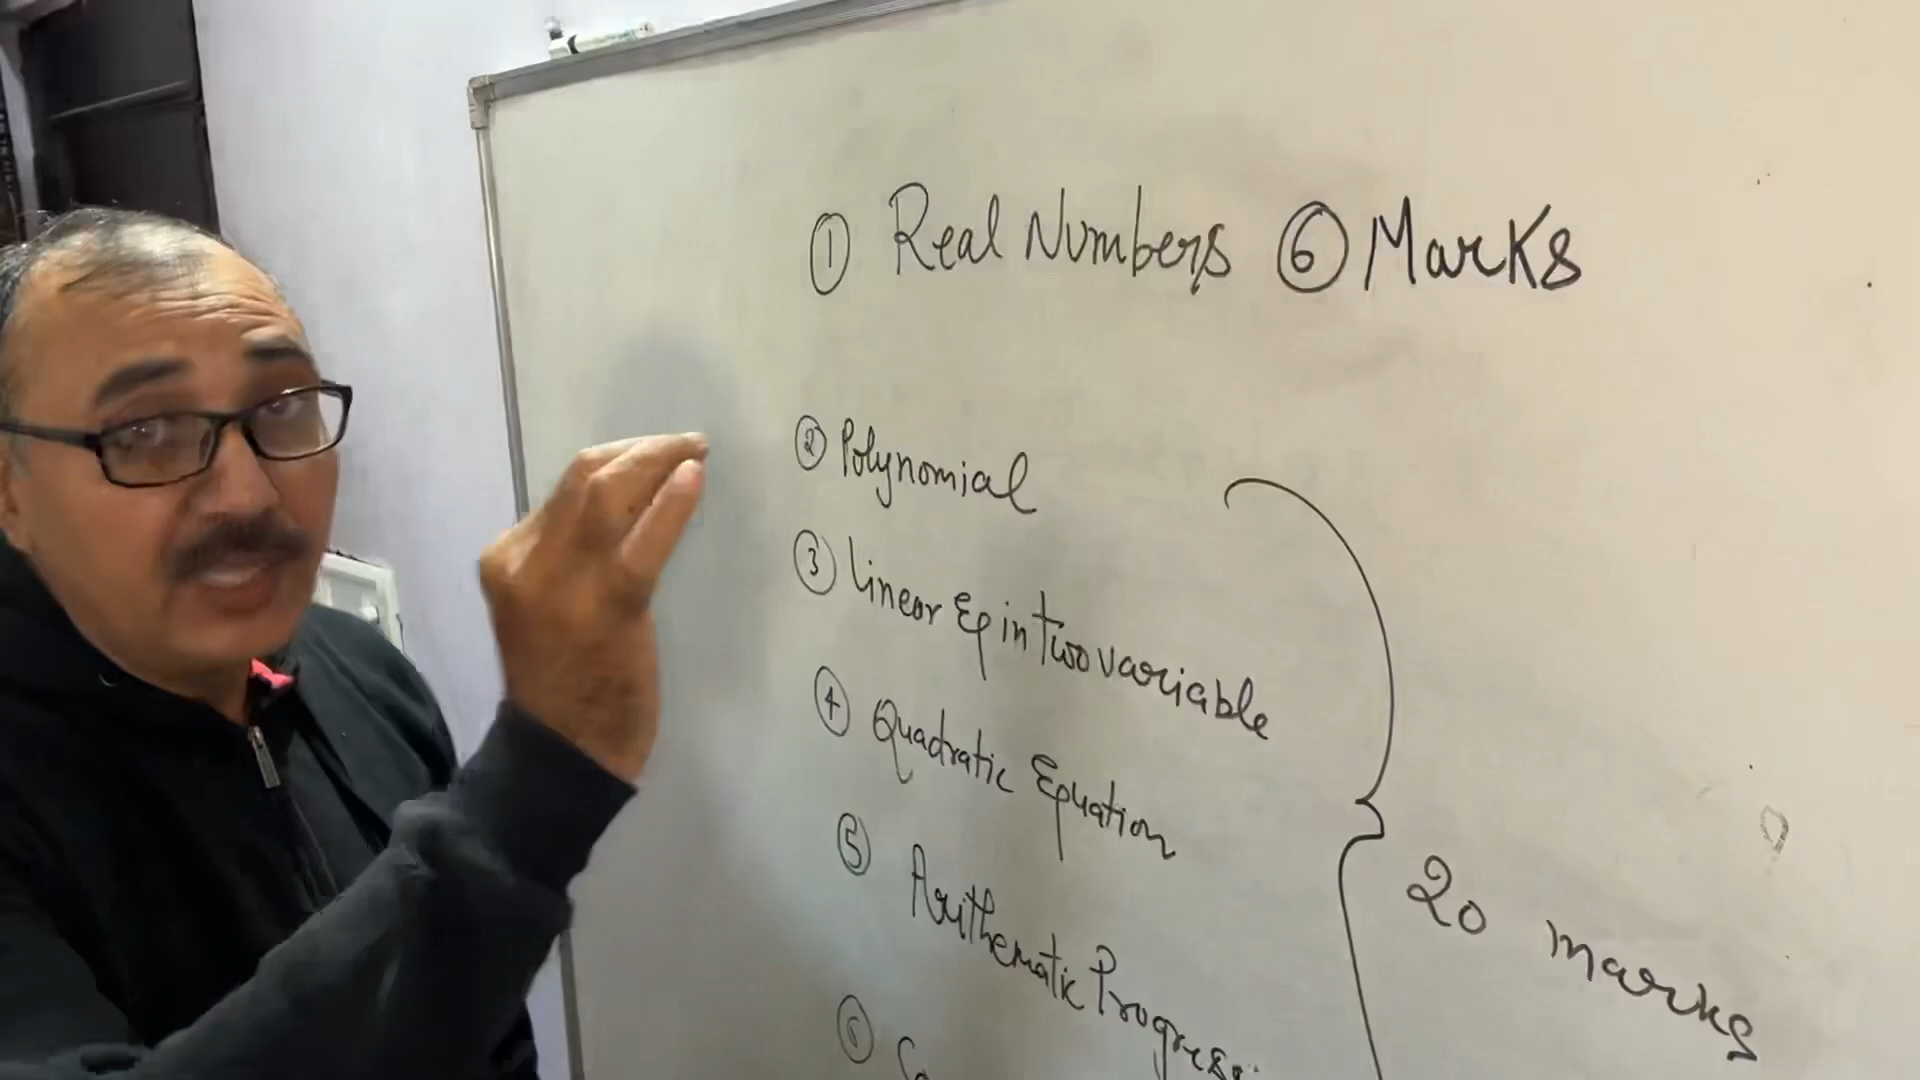 ① Real Numbers ⑥ Marks
② Polynomial
③ Linear Eq in two variable
④ Quadratic Equation
⑤ Arithematic
20 marks
⑥